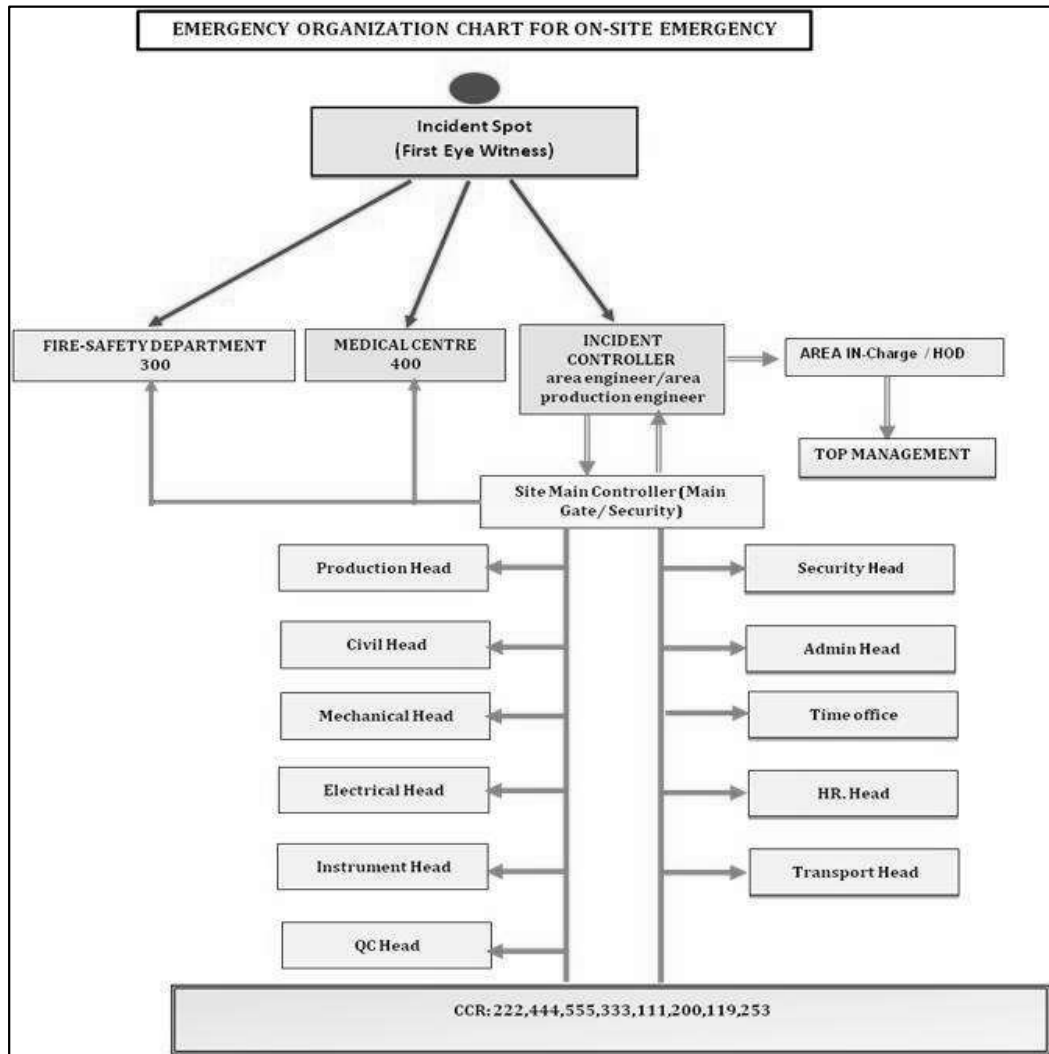 EMERGENCY ORGANIZATION CHART FOR ON-SITE EMERGENCY
Incident Spot
(First Eye Witness)
FIRE-SAFETY DEPARTMENT
300
MEDICAL CENTRE
400
INCIDENT
CONTROLLER
area engineer/area
production engineer
AREA IN-Charge / HOD
TOP MANAGEMENT
Site Main Controller (Main
Gate/ Security)
Production Head
Security Head
Civil Head
Admin Head
Mechanical Head
Time office
Electrical Head
HR. Head
Instrument Head
Transport Head
QC Head
CCR: 222,444,555,333,111,200,119,253